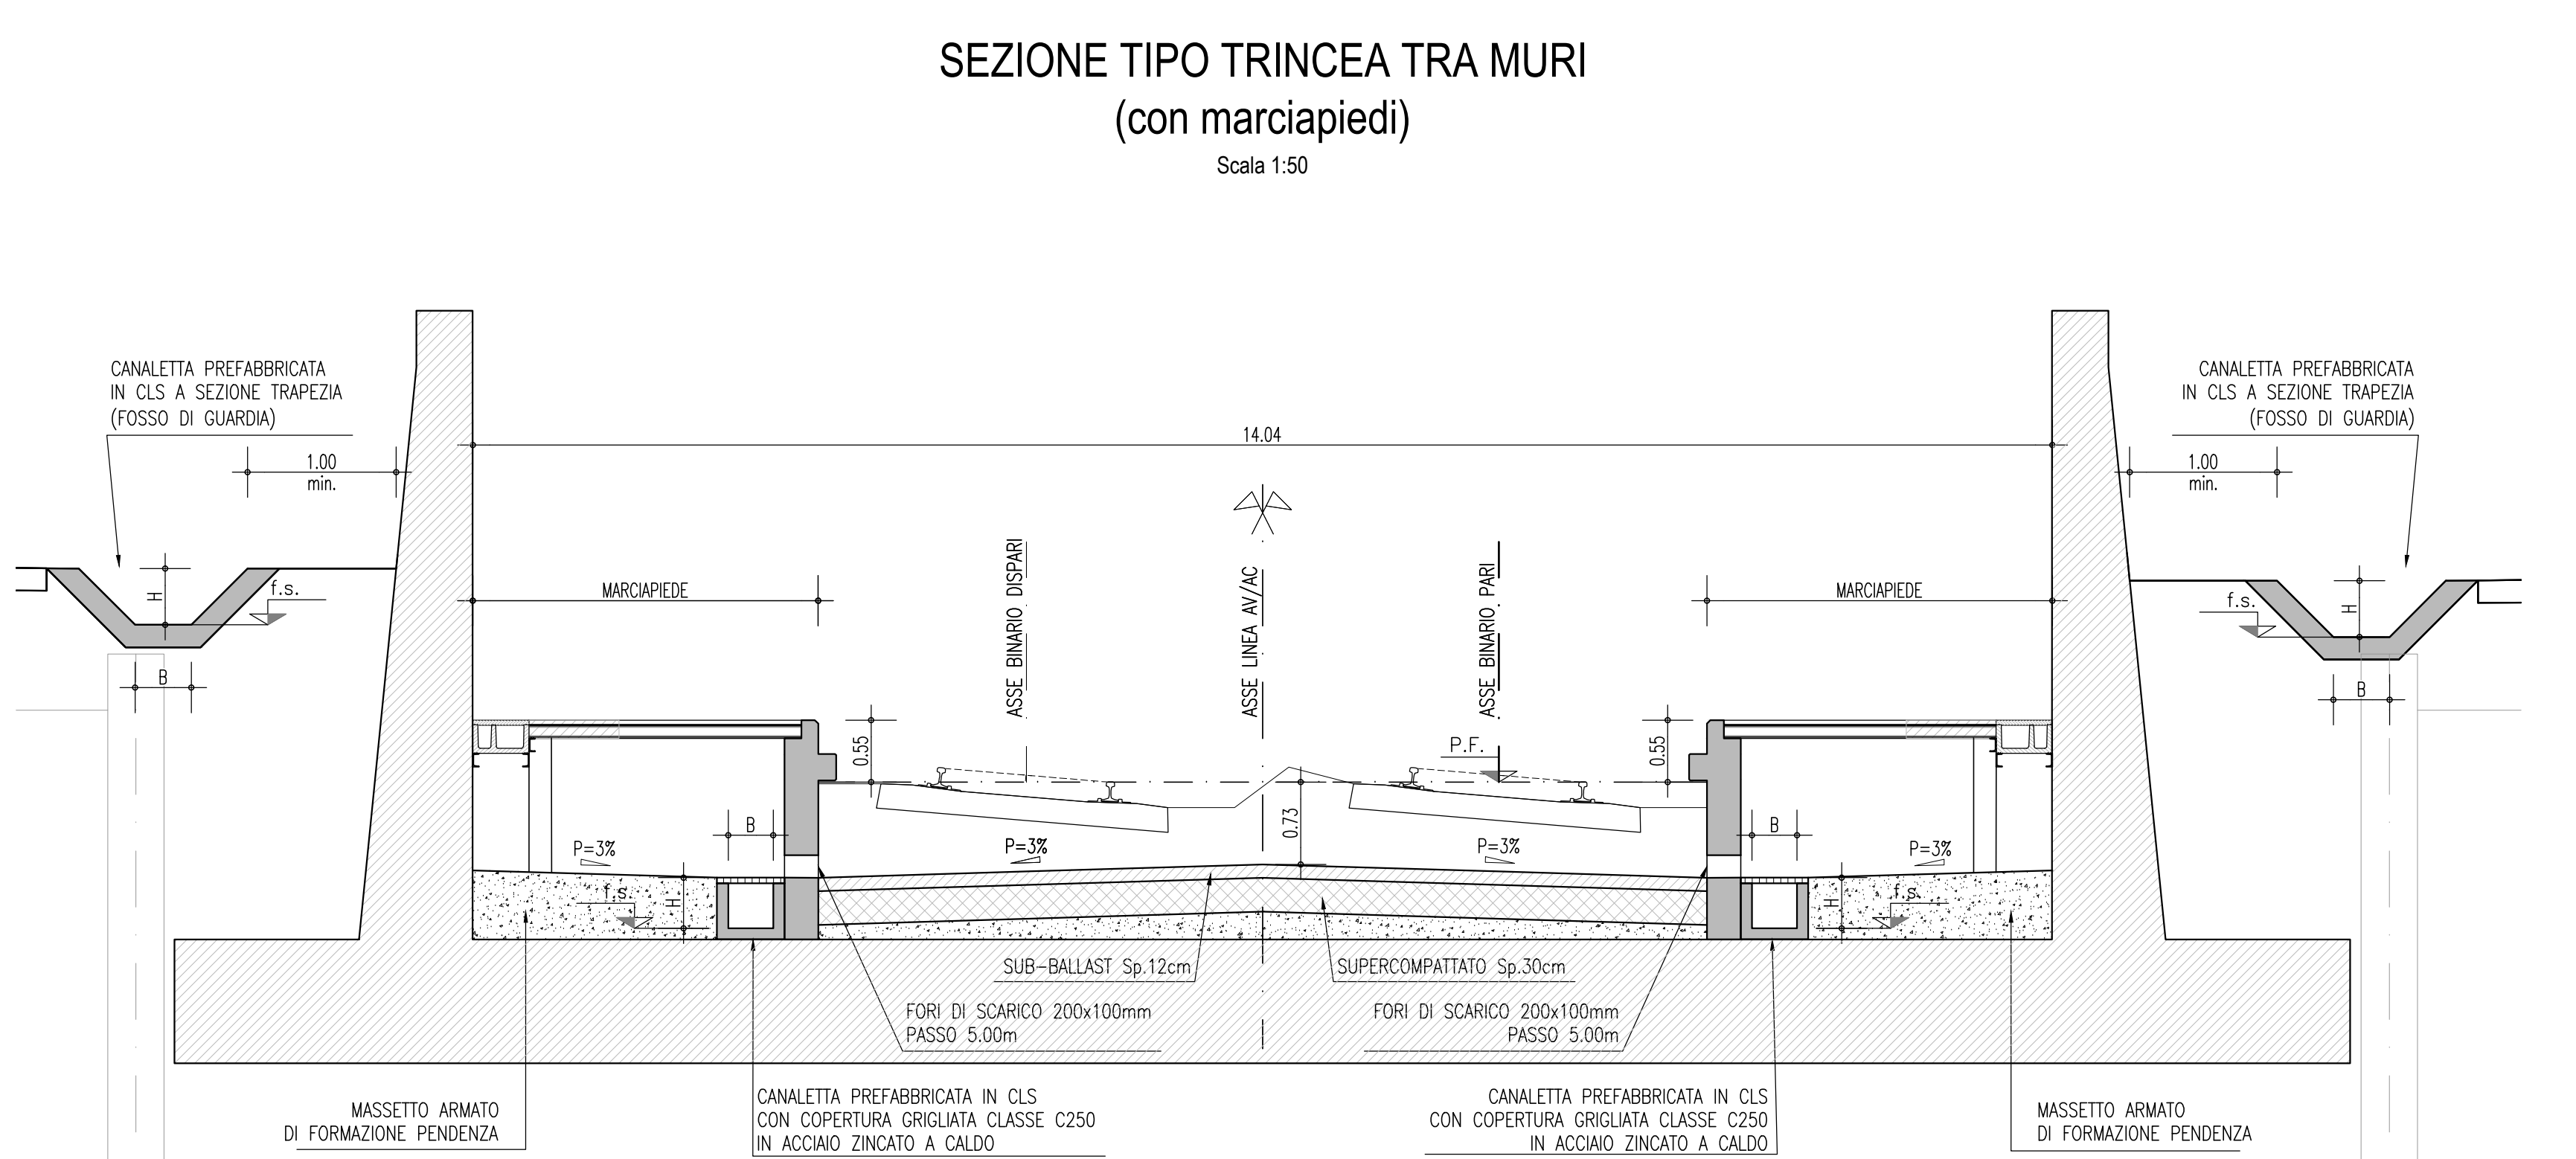 SEZIONE TIPO TRINCEA TRA MURI
(con marciapiedi)
Scala 1:50
CANALETTA PREFABBRICATA
IN CLS A SEZIONE TRAPEZIA
(FOSSO DI GUARDIA)
CANALETTA PREFABBRICATA
IN CLS A SEZIONE TRAPEZIA
(FOSSO DI GUARDIA)
14.04
1.00
min.
1.00
min.
ASSE BINARIO DISPARI
ASSE LINEA AV/AC
ASSE BINARIO PARI
MARCIAPIEDE
MARCIAPIEDE
H
f.s.
f.s.
H
B
B
0.55
P.F.
0.55
0.73
B
B
P=3%
P=3%
P=3%
P=3%
f.s.
H
H
f.s.
SUB-BALLAST Sp.12cm
SUPERCOMPATTATO Sp.30cm
FORI DI SCARICO 200x100mm
PASSO 5.00m
FORI DI SCARICO 200x100mm
PASSO 5.00m
MASSETTO ARMATO
DI FORMAZIONE PENDENZA
CANALETTA PREFABBRICATA IN CLS
CON COPERTURA GRIGLIATA CLASSE C250
IN ACCIAIO ZINCATO A CALDO
CANALETTA PREFABBRICATA IN CLS
CON COPERTURA GRIGLIATA CLASSE C250
IN ACCIAIO ZINCATO A CALDO
MASSETTO ARMATO
DI FORMAZIONE PENDENZA